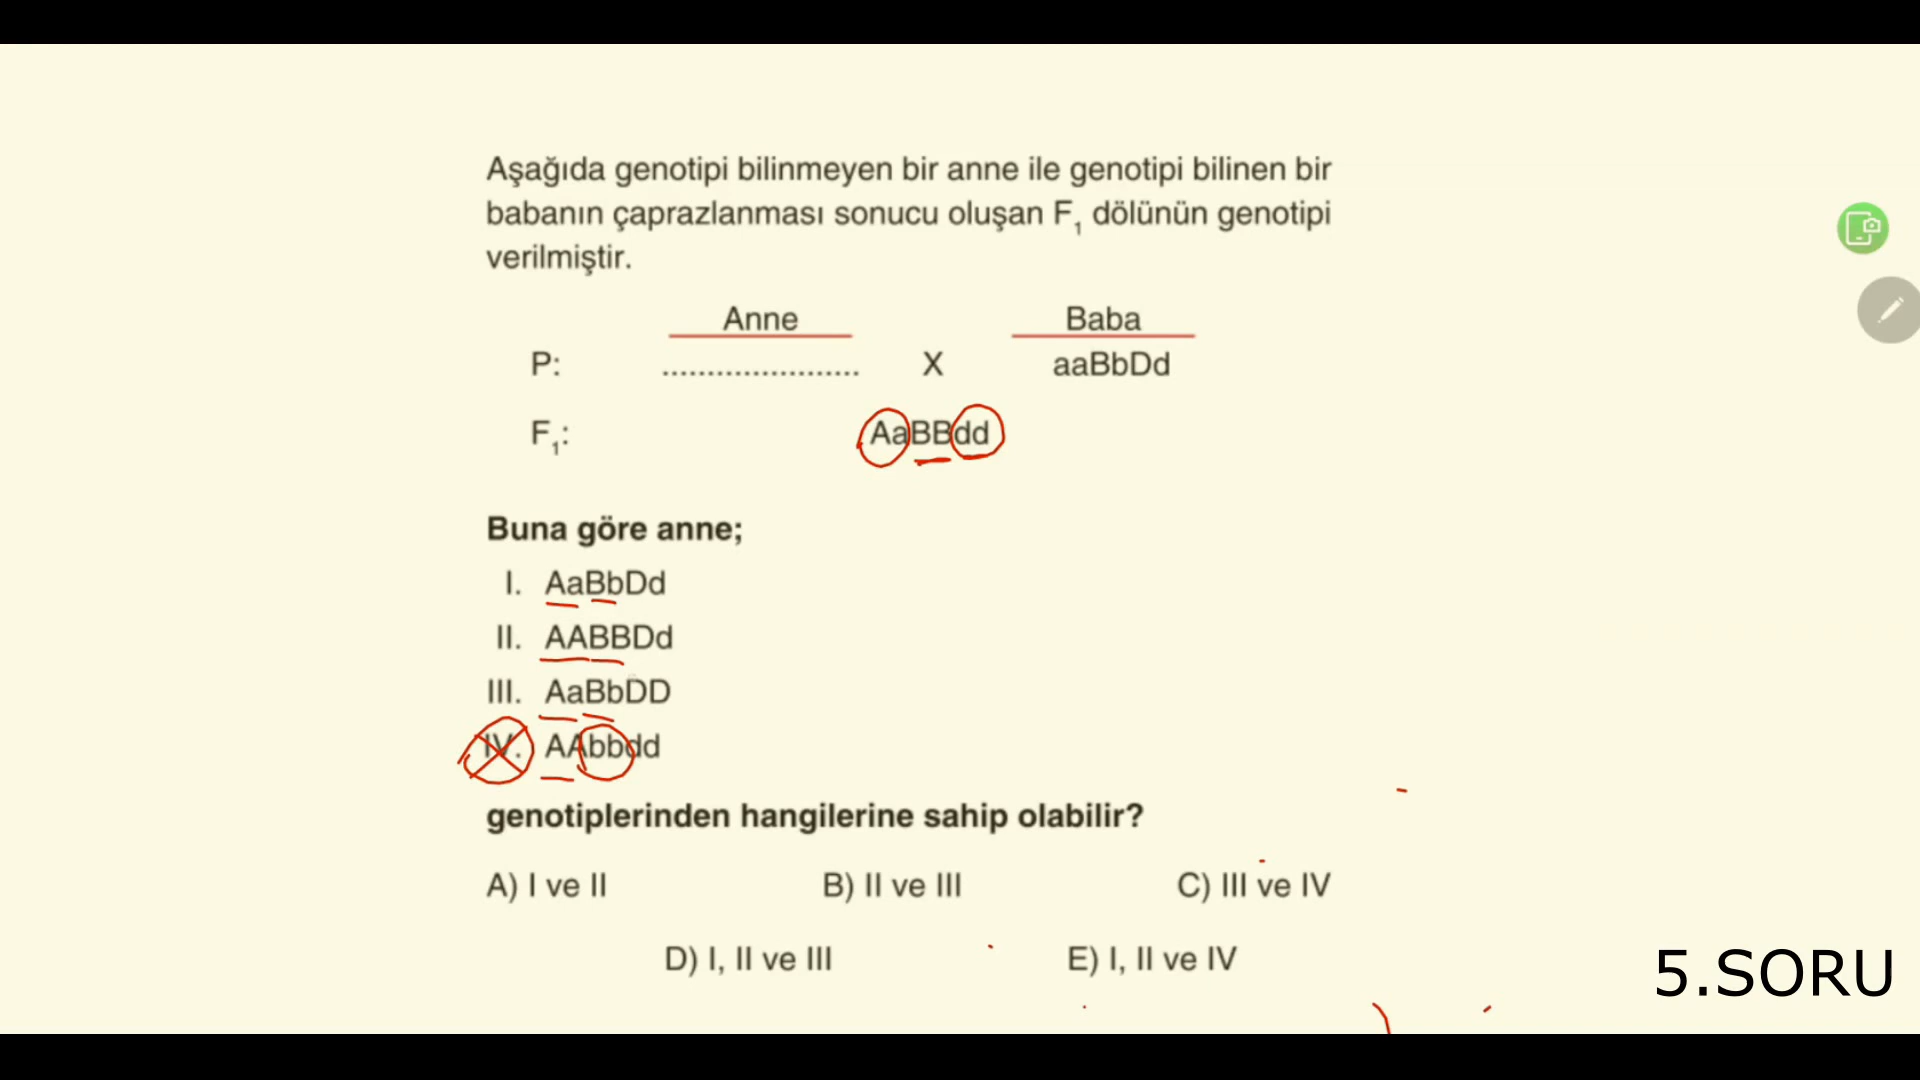 Aşağıda genotipi bilinmeyen bir anne ile genotipi bilinen bir
babanın çaprazlanması sonucu oluşan F₁ dölünün genotipi
verilmiştir.
Anne Baba
P: ..................... X aaBbDd
F₁: AaBBdd
Buna göre anne;
I. AaBbDd
II. AABBDd
III. AaBbDD
IV. AAbbdd
genotiplerinden hangilerine sahip olabilir?
A) I ve II B) II ve III C) III ve IV
D) I, II ve III E) I, II ve IV
5.SORU